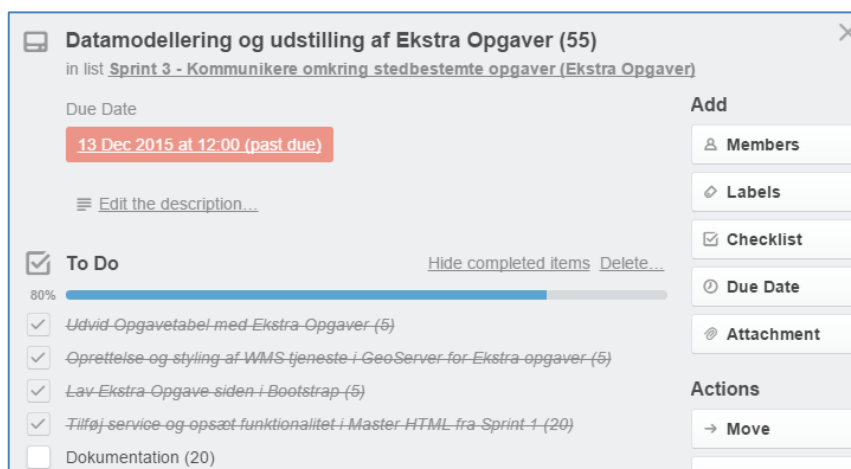 Datamodellering og udstilling af Ekstra Opgaver (55)
in list Sprint 3 - Kommunikere omkring stedbestemte opgaver (Ekstra Opgaver)
Due Date
13 Dec 2015 at 12:00 (past due)
Edit the description…
To Do
Hide completed items Delete…
80%
Udvid Opgavetabel med Ekstra Opgaver (5)
Oprettelse og styling af WMS tjeneste i GeoServer for Ekstra opgaver (5)
Lav Ekstra Opgave siden i Bootstrap (5)
Tilføj service og opsæt funktionalitet i Master HTML fra Sprint 1 (20)
Dokumentation (20)
Add
Members
Labels
Checklist
Due Date
Attachment
Actions
Move